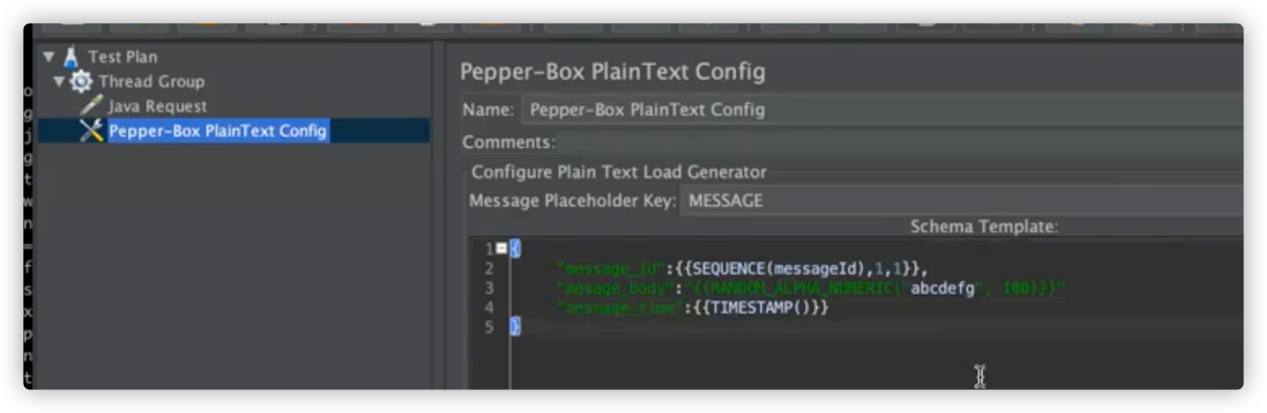 Test Plan
Thread Group
Java Request
Pepper-Box PlainText Config
Pepper-Box PlainText Config
Name: Pepper-Box PlainText Config
Comments:
Configure Plain Text Load Generator
Message Placeholder Key: MESSAGE
Schema Template:
1 {
2 "message_id":{{SEQUENCE(messageId),1,1}},
3 "mesage_body":"{{RANDOM_ALPHA_NUMERIC("abcdefg", 100)}}"
4 :{{TIMESTAMP()}}
5 }
o
g
j
g
t
w
n
=
f
s
x
p
n
t